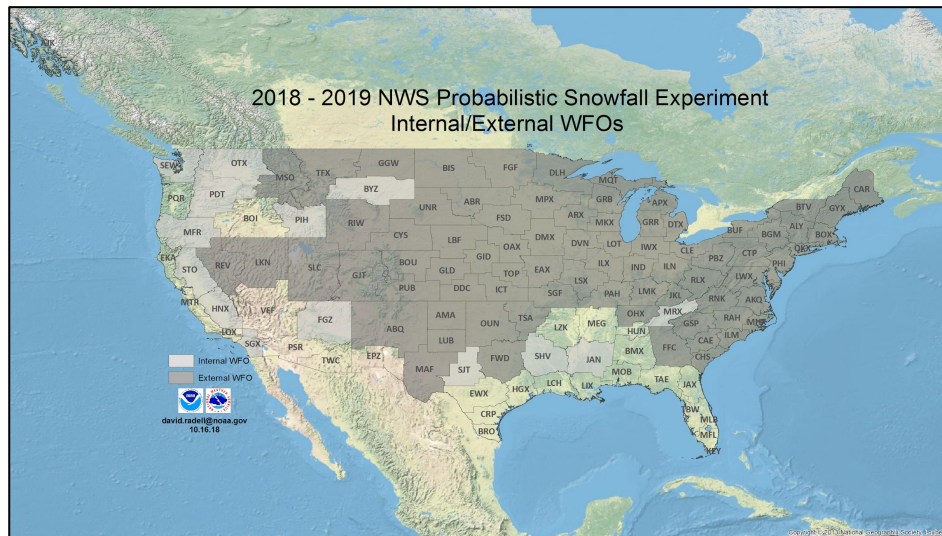 2018 - 2019 NWS Probabilistic Snowfall Experiment
Internal/External WFOs
AJK
SEW
OTX
MSO
TFX
GGW
BIS
FGF
DLH
MQT
CAR
PQR
PDT
BYZ
UNR
ABR
MPX
GRB
APX
BTV
GYX
MFR
BOI
PIH
RIW
FSD
ARX
MKX
GRR
DTX
BUF
BGM
ALY
BOX
EKA
STO
REV
LKN
SLC
CYS
LBF
OAX
DMX
DVN
LOT
IWX
CLE
PBZ
CTP
OKX
PHI
GJT
BOU
GID
GLD
TOP
EAX
ILX
IND
ILN
RLX
LWX
MTR
HNX
VEF
PUB
DDC
ICT
SGF
LSX
PAH
LMK
JKL
RNK
AKQ
LOX
FGZ
ABQ
AMA
OUN
TSA
LZK
MEG
OHX
MRX
GSP
RAH
MHX
SGX
PSR
LUB
HUN
ILM
CAE
TWC
EPZ
MAF
SJT
FWD
SHV
JAN
BMX
FFC
CHS
EWX
HGX
LCH
LIX
MOB
TAE
JAX
CRP
BRO
BW
MLB
MFL
KEY
Internal WFO
External WFO
NOAA
david.radell@noaa.gov
10.16.18